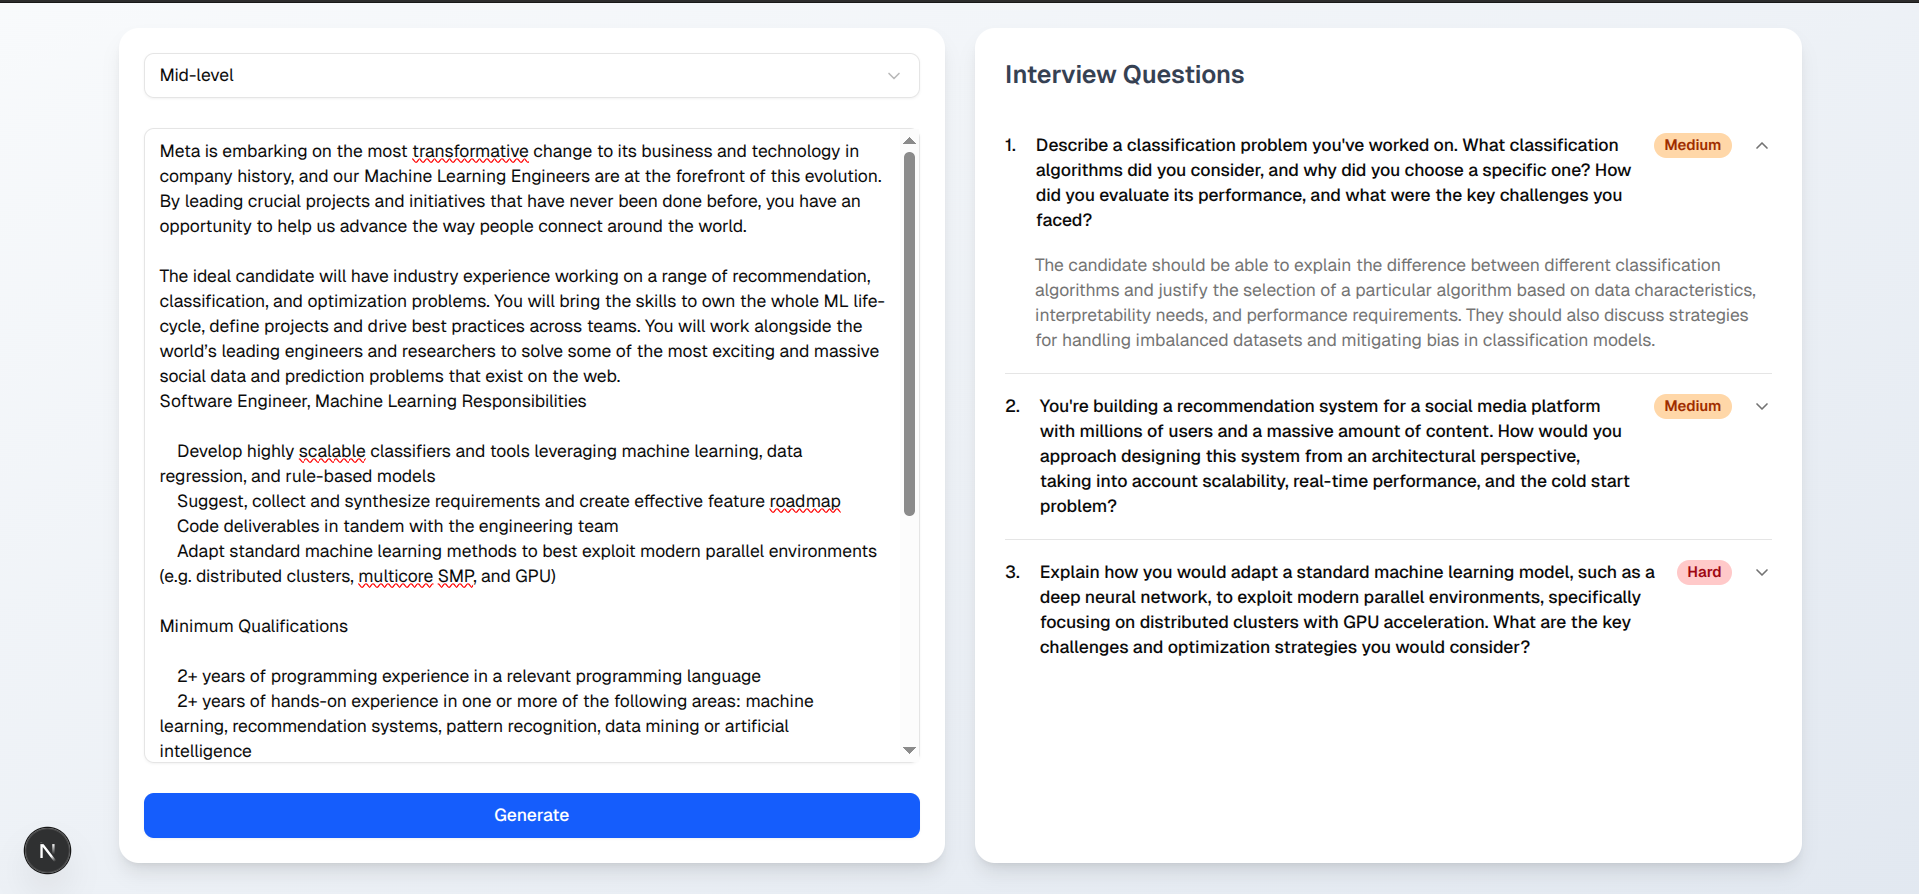 Mid-level
Meta is embarking on the most transformative change to its business and technology in
company history, and our Machine Learning Engineers are at the forefront of this evolution.
By leading crucial projects and initiatives that have never been done before, you have an
opportunity to help us advance the way people connect around the world.
The ideal candidate will have industry experience working on a range of recommendation,
classification, and optimization problems. You will bring the skills to own the whole ML life-
cycle, define projects and drive best practices across teams. You will work alongside the
world’s leading engineers and researchers to solve some of the most exciting and massive
social data and prediction problems that exist on the web.
Software Engineer, Machine Learning Responsibilities
Develop highly scalable classifiers and tools leveraging machine learning, data
regression, and rule-based models
Suggest, collect and synthesize requirements and create effective feature roadmap
Code deliverables in tandem with the engineering team
Adapt standard machine learning methods to best exploit modern parallel environments
(e.g. distributed clusters, multicore SMP, and GPU)
Minimum Qualifications
2+ years of programming experience in a relevant programming language
2+ years of hands-on experience in one or more of the following areas: machine
learning, recommendation systems, pattern recognition, data mining or artificial
intelligence
Generate
N
Interview Questions
1. Describe a classification problem you've worked on. What classification Medium
algorithms did you consider, and why did you choose a specific one? How
did you evaluate its performance, and what were the key challenges you
faced?
The candidate should be able to explain the difference between different classification
algorithms and justify the selection of a particular algorithm based on data characteristics,
interpretability needs, and performance requirements. They should also discuss strategies
for handling imbalanced datasets and mitigating bias in classification models.
2. You're building a recommendation system for a social media platform Medium
with millions of users and a massive amount of content. How would you
approach designing this system from an architectural perspective,
taking into account scalability, real-time performance, and the cold start
problem?
3. Explain how you would adapt a standard machine learning model, such as a Hard
deep neural network, to exploit modern parallel environments, specifically
focusing on distributed clusters with GPU acceleration. What are the key
challenges and optimization strategies you would consider?